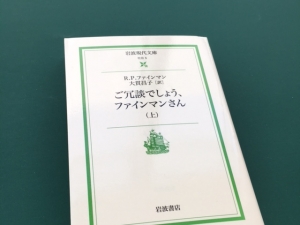 岩波現代文庫
R.P.ファインマン
大貫昌子[訳]
ご冗談でしょう、
ファインマンさん
(上)
岩波書店